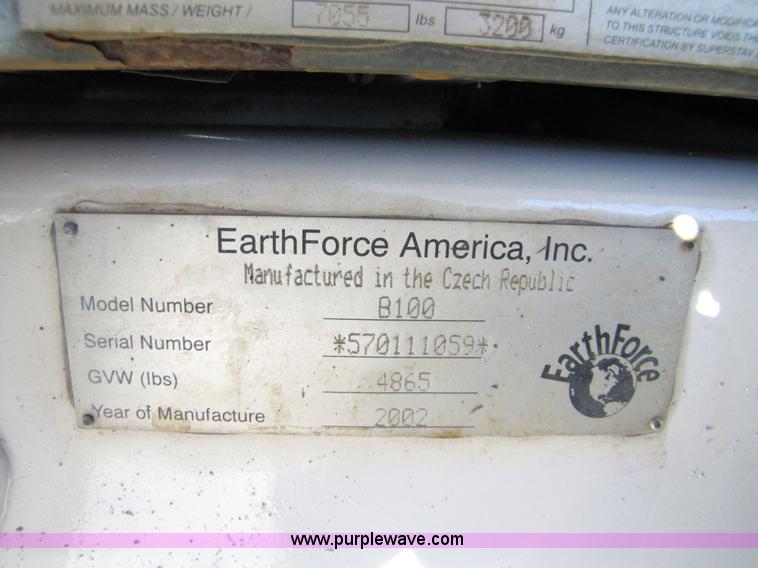 MAXIMUM MASS / WEIGHT / 7055 lbs 3200 kg
ANY ALTERATION OR MODIFICA
TO THIS STRUCTURE VOIDS TH
CERTIFICATION BY SUPERSTAY
EarthForce America, Inc.
Manufactured in the Czech Republic
Model Number B100
Serial Number *570111059*
GVW (lbs) 4865
Year of Manufacture 2002
EarthForce
www.purplewave.com